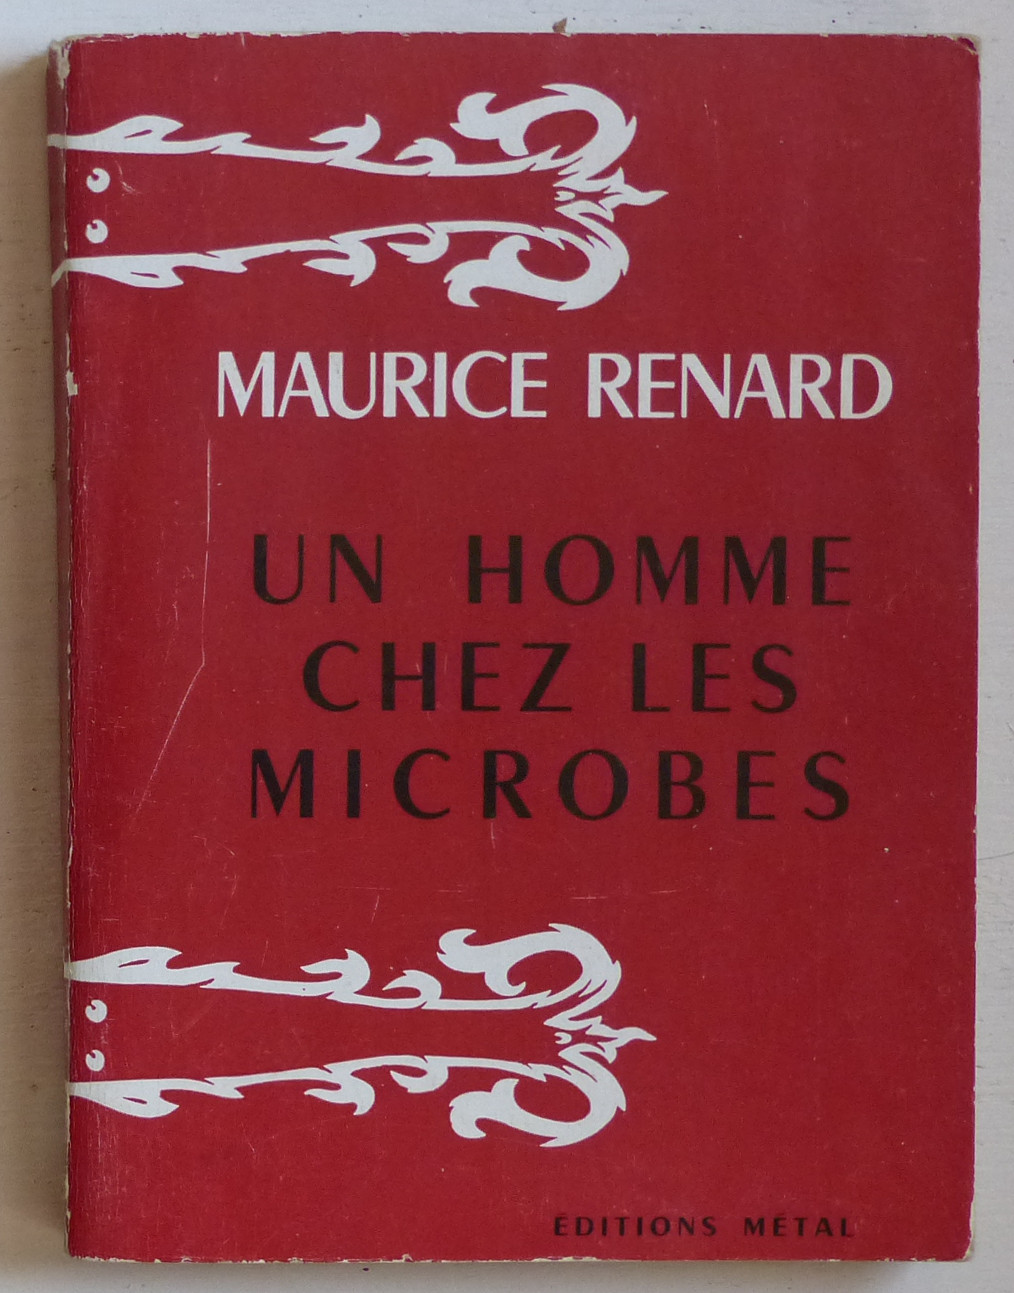 MAURICE RENARD
UN HOMME
CHEZ LES
MICROBES
ÉDITIONS MÉTAL